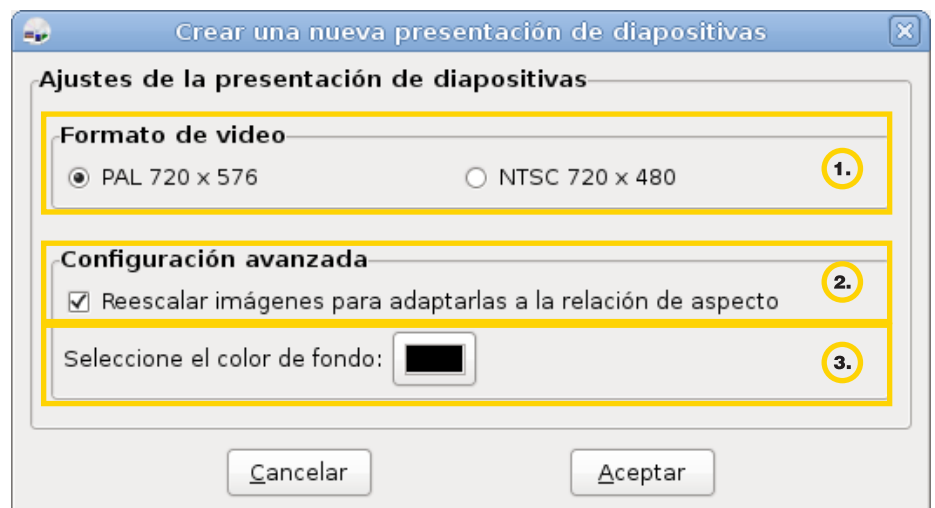 Crear una nueva presentación de diapositivas
Ajustes de la presentación de diapositivas
Formato de video
PAL 720 x 576 NTSC 720 x 480 1.
Configuración avanzada
Reescalar imágenes para adaptarlas a la relación de aspecto 2.
Seleccione el color de fondo: 3.
Cancelar Aceptar